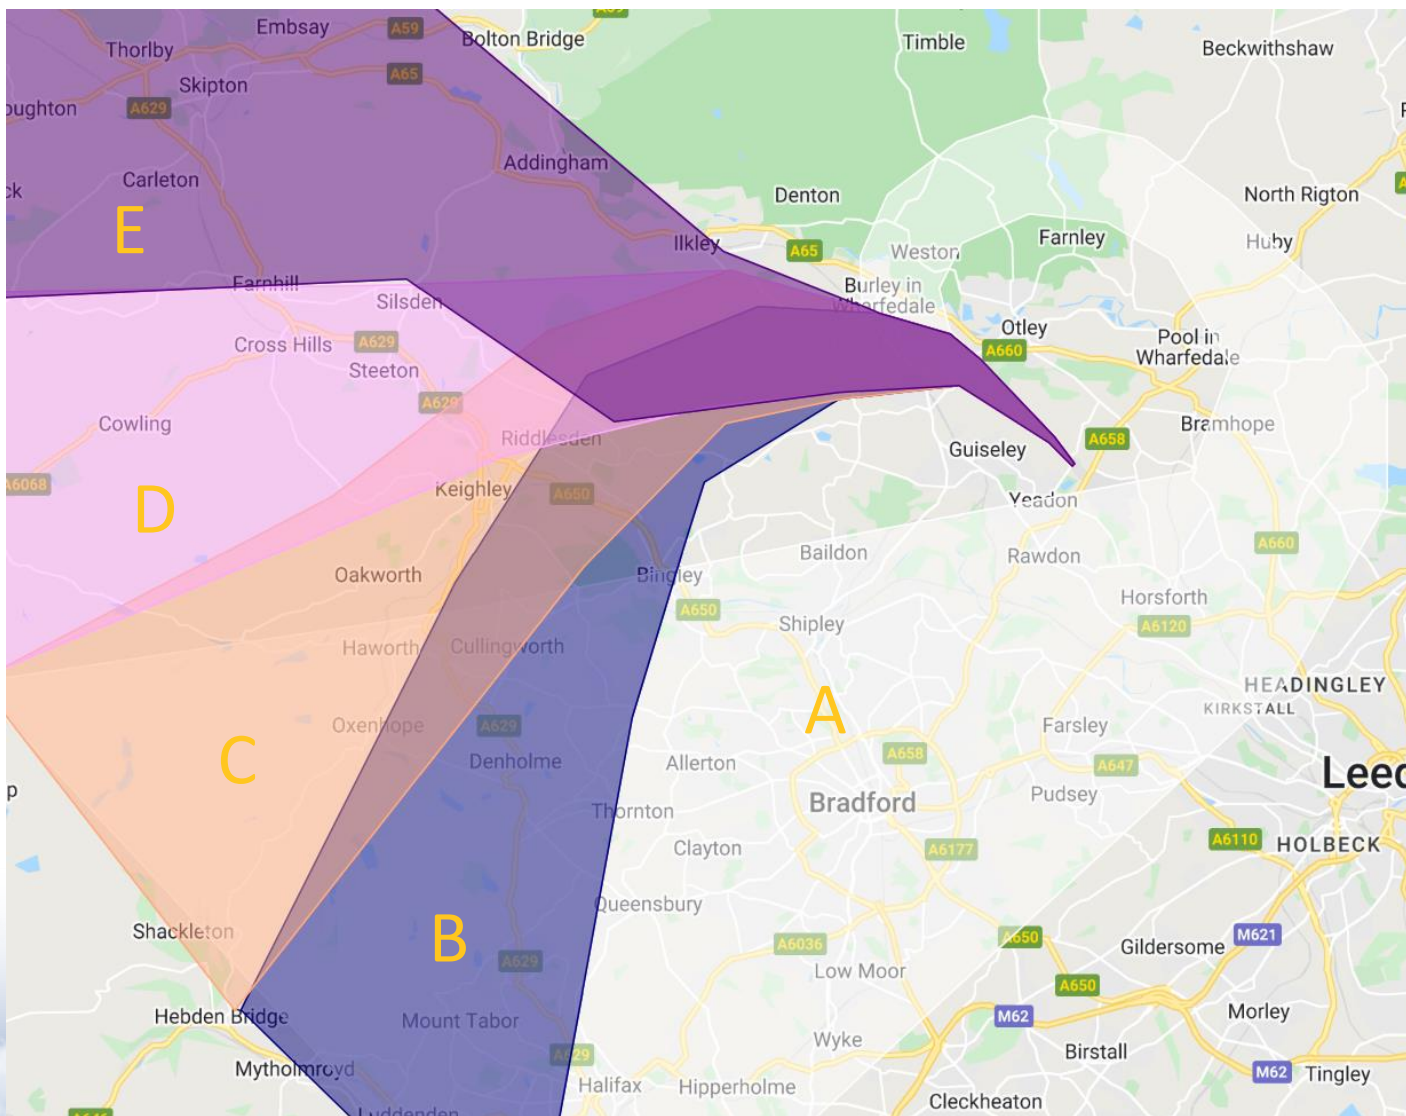 Embsay
A59
A59
Bolton Bridge
Timble
Beckwithshaw
Thorlby
A65
Skipton
oughton
A629
Addingham
Carleton
ck
Denton
North Rigton
E
Ilkley
A65
Weston
Farnley
Huby
Farnhill
Silsden
Burley in
Wharfedale
Otley
Pool in
Wharfedale
Cross Hills
A629
A660
Steeton
A629
Cowling
Riddlesden
Guiseley
A658
Bramhope
A6068
D
Keighley
A650
Yeadon
A660
Baildon
Rawdon
Oakworth
Bingley
Horsforth
A650
Shipley
A6120
Haworth
Cullingworth
HEADINGLEY
KIRKSTALL
A
Oxenhope
A629
Farsley
C
Denholme
Allerton
A658
A647
Leed
p
Thornton
Bradford
Pudsey
A6110
HOLBECK
Clayton
A6177
Queensbury
Shackleton
B
A6036
A650
Gildersome
M621
A629
Low Moor
A650
Hebden Bridge
Mount Tabor
M62
Morley
Wyke
Birstall
Mytholmroyd
A629
Halifax
Hipperholme
M62
Tingley
Cleckheaton
Luddenden
A646